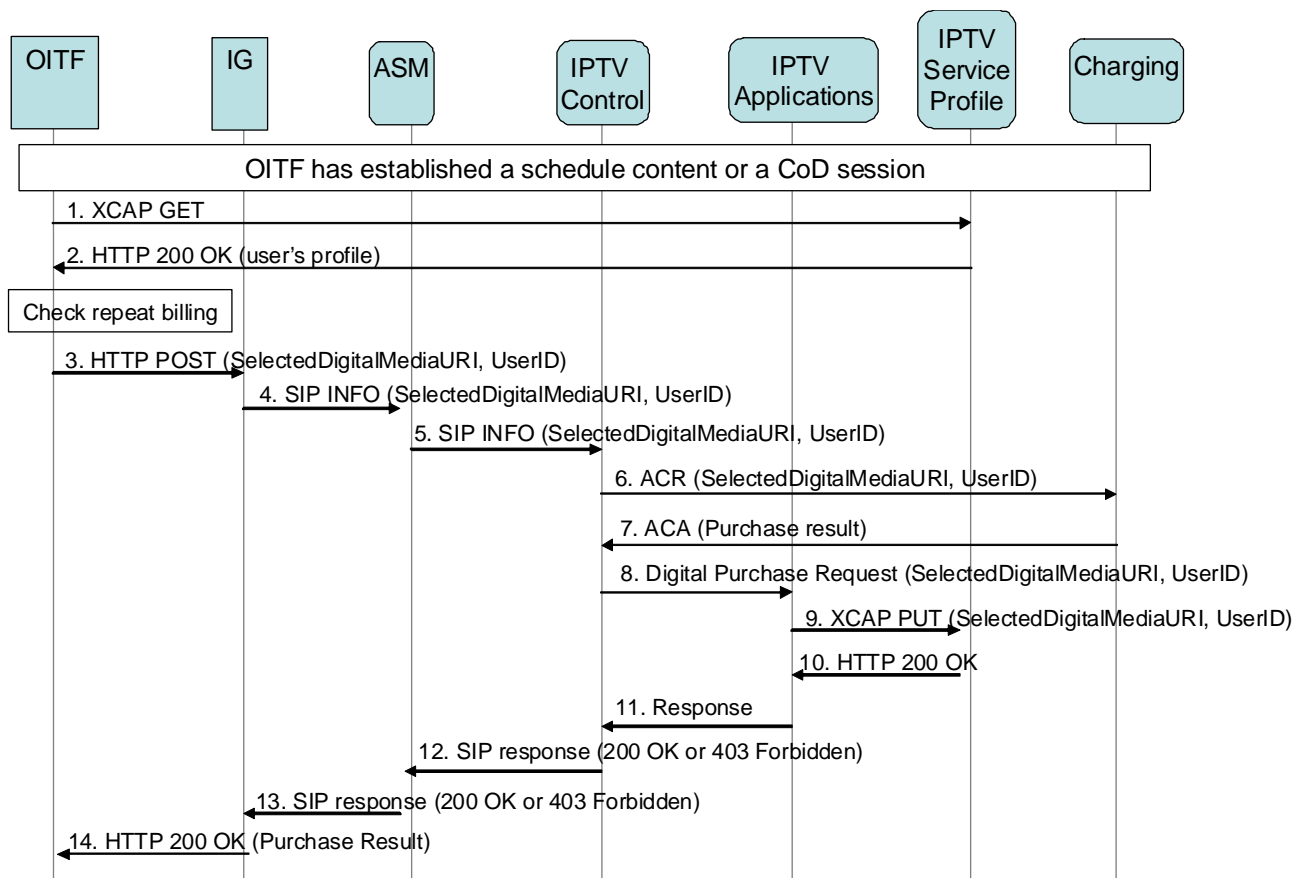 OITF
IG
ASM
IPTV
Control
IPTV
Applications
IPTV
Service
Profile
Charging
OITF has established a schedule content or a CoD session
1. XCAP GET
2. HTTP 200 OK (user's profile)
Check repeat billing
3. HTTP POST (SelectedDigitalMediaURI, UserID)
4. SIP INFO (SelectedDigitalMediaURI, UserID)
5. SIP INFO (SelectedDigitalMediaURI, UserID)
6. ACR (SelectedDigitalMediaURI, UserID)
7. ACA (Purchase result)
8. Digital Purchase Request (SelectedDigitalMediaURI, UserID)
9. XCAP PUT (SelectedDigitalMediaURI, UserID)
10. HTTP 200 OK
11. Response
12. SIP response (200 OK or 403 Forbidden)
13. SIP response (200 OK or 403 Forbidden)
14. HTTP 200 OK (Purchase Result)